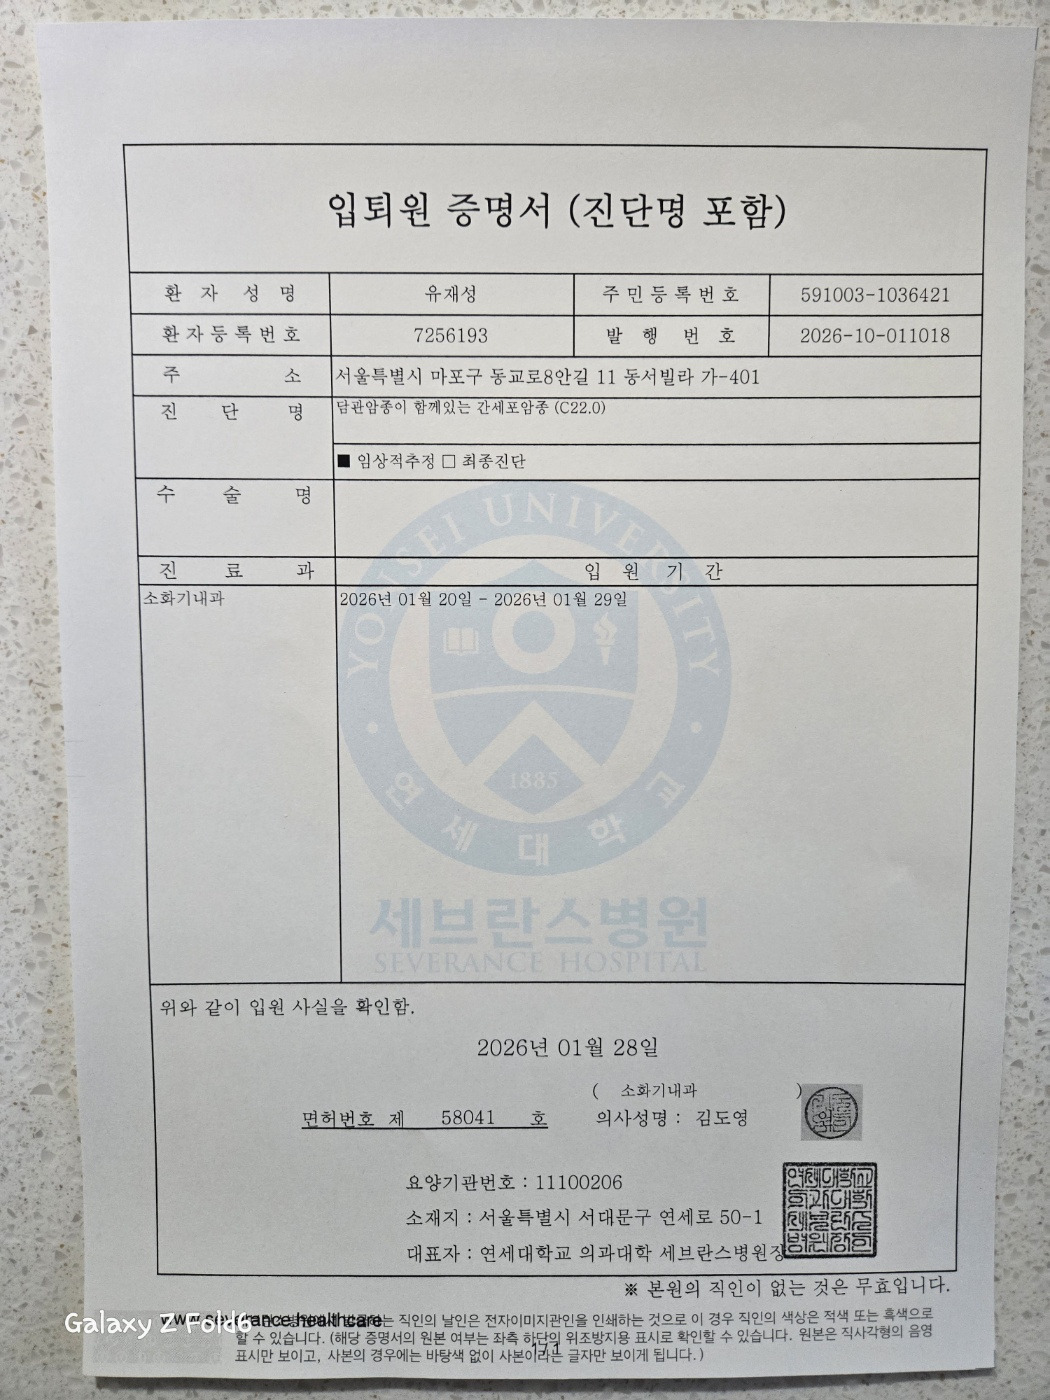 입퇴원 증명서 (진단명 포함)
환자성명 유재성 주민등록번호 591003-1036421
환자등록번호 7256193 발행번호 2026-10-011018
주소 서울특별시 마포구 동교로8안길 11 동서빌라 가-401
진단명 담관암종이 함께있는 간세포암종 (C22.0)
■ 임상적추정 □ 최종진단
수술명
진료과 입원기간
소화기내과 2026년 01월 20일 - 2026년 01월 29일
YONSEI UNIVERSITY
1885
연세대학교
세브란스병원
SEVERANCE HOSPITAL
위와 같이 입원 사실을 확인함.
2026년 01월 28일
( 소화기내과 )
면허번호 제 58041 호 의사성명 : 김도영
요양기관번호 : 11100206
소재지 : 서울특별시 서대문구 연세로 50-1
대표자 : 연세대학교 의과대학 세브란스병원장
※ 본원의 직인이 없는 것은 무효입니다.
www.severance.healthcare 직인의 날인은 전자이미지관인을 인쇄하는 것으로 이 경우 직인의 색상은 적색 또는 흑색으로
할 수 있습니다. (해당 증명서의 원본 여부는 좌측 하단의 위조방지용 표시로 확인할 수 있습니다. 원본은 직사각형의 음영
표시만 보이고, 사본의 경우에는 바탕색 없이 사본이라는 글자만 보이게 됩니다.)
1/1
Galaxy Z Fold6